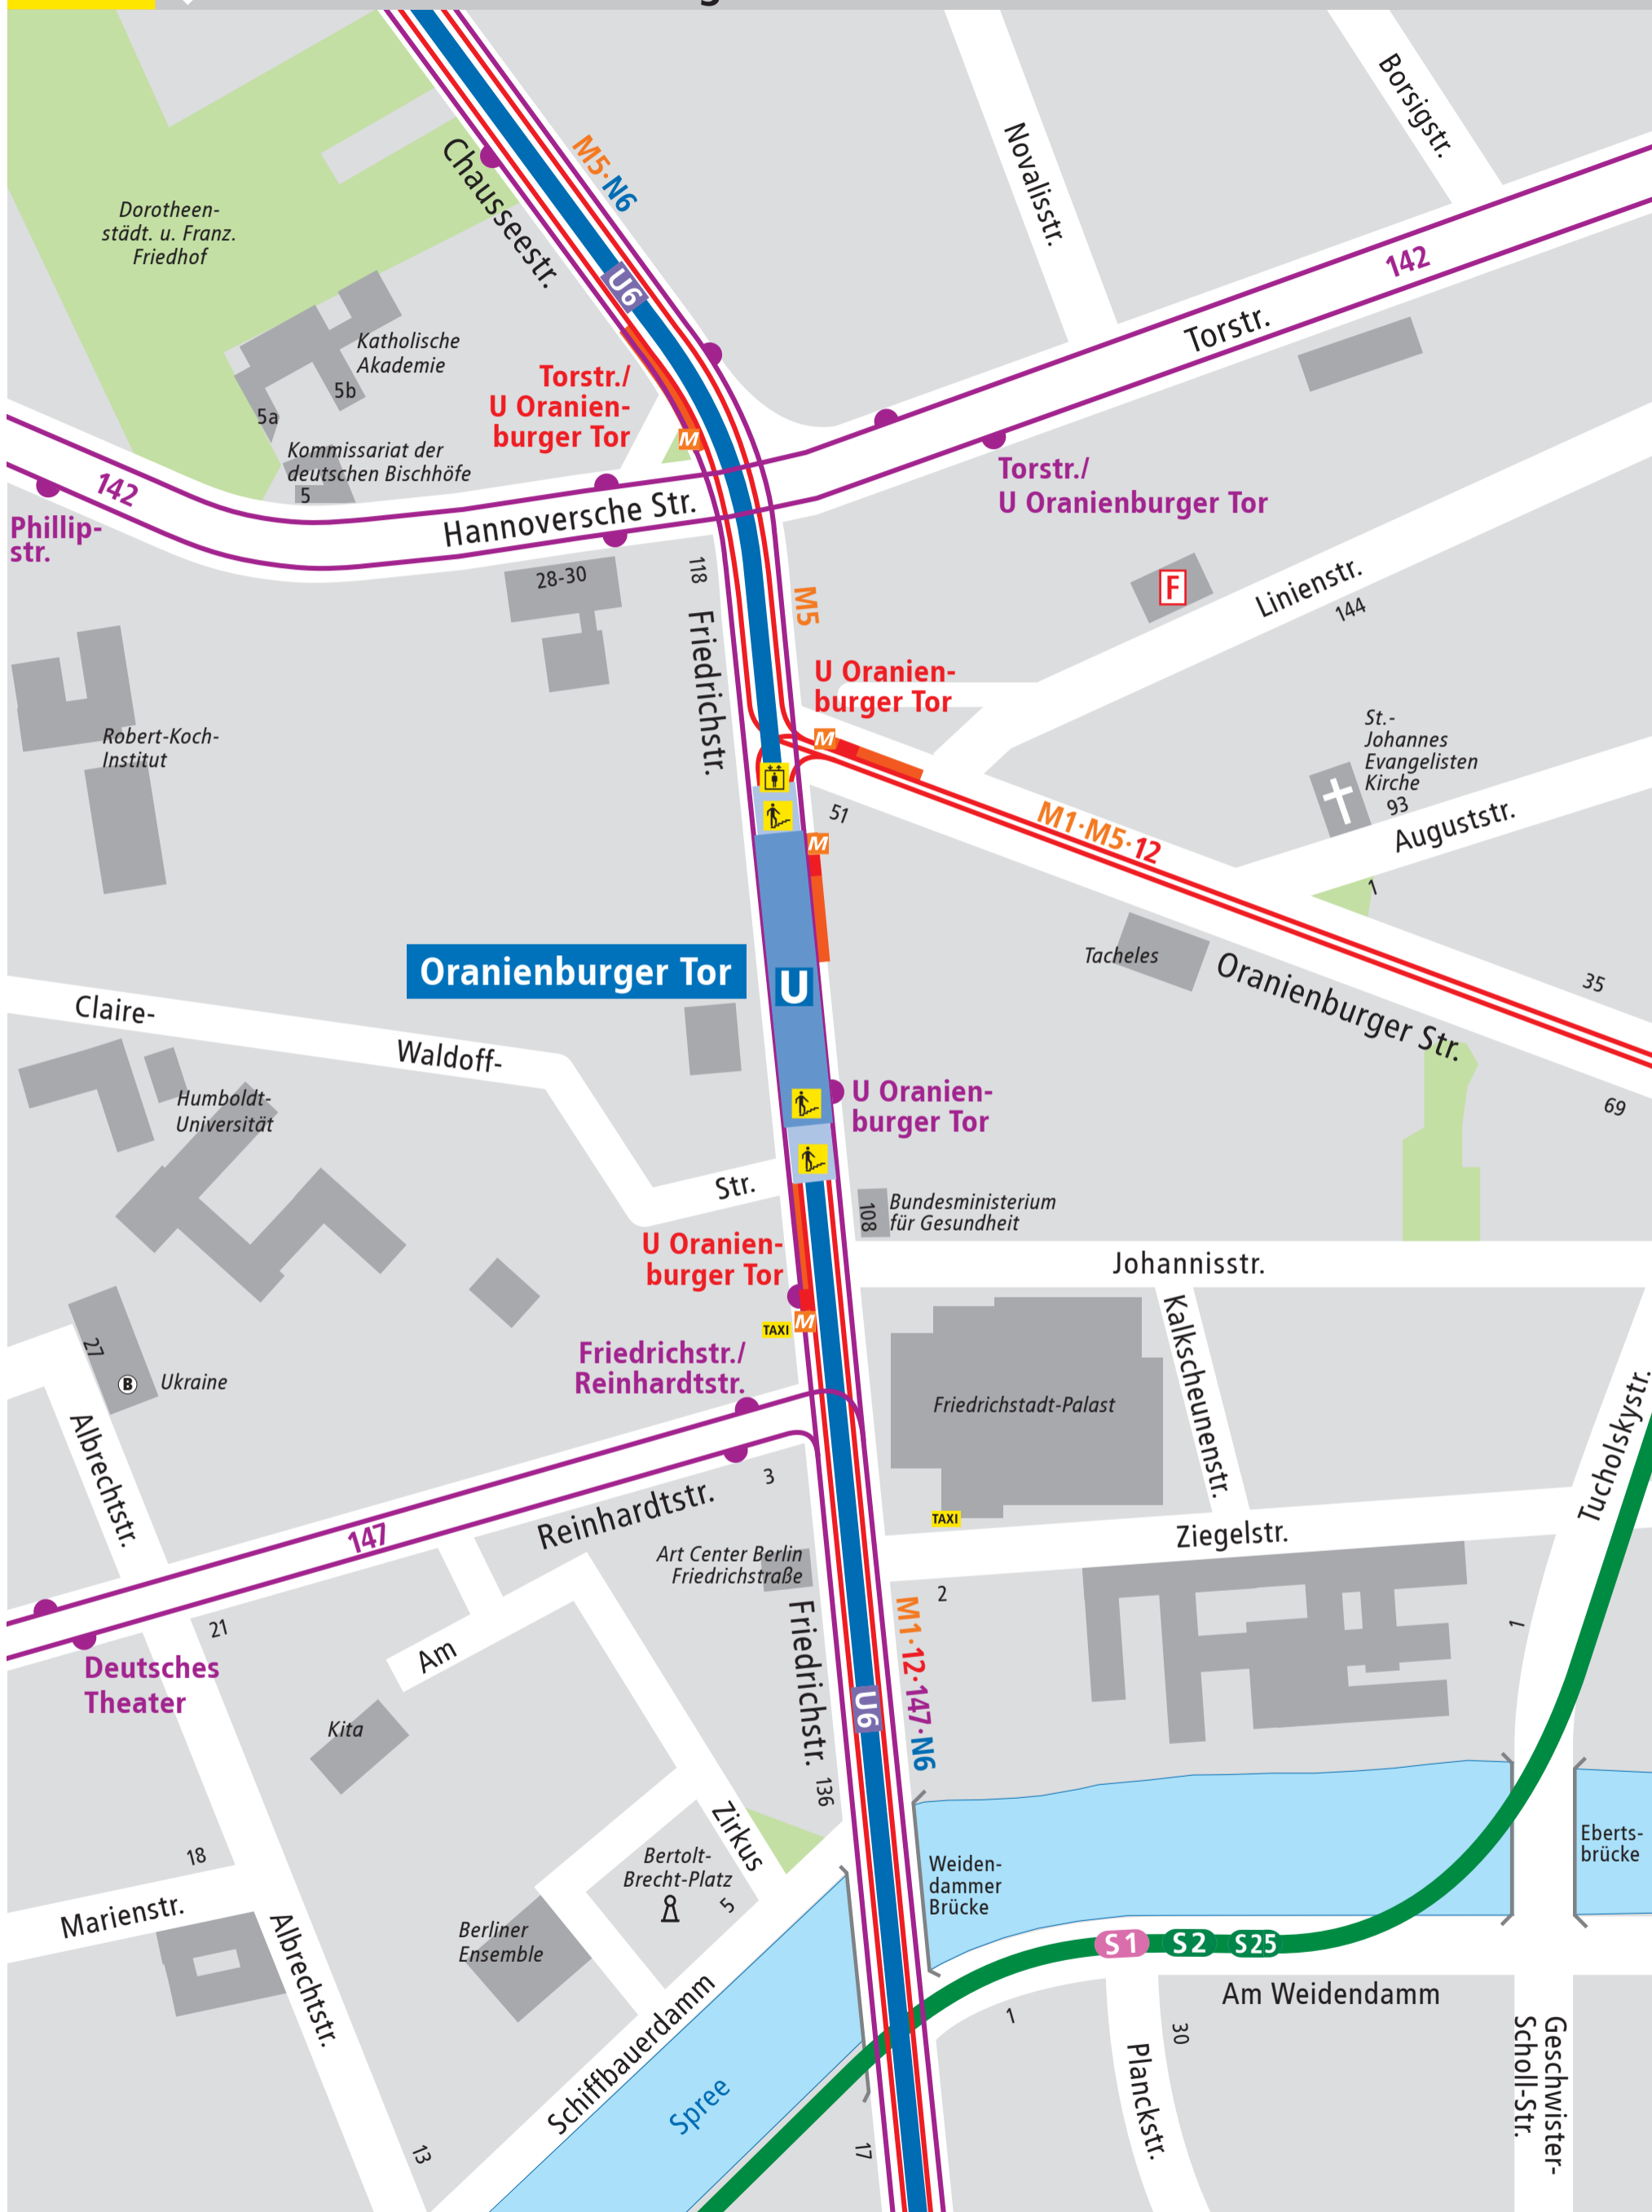 Borsigstr.
Novalisstr.
M5·N6
Chausseestr.
Dorotheen-
städt. u. Franz.
Friedhof
U6
142
Torstr.
Katholische
Akademie
5b
5a
Torstr./
U Oranien-
burger Tor
M
Kommissariat der
deutschen Bischhöfe
5
Torstr./
U Oranienburger Tor
142
Hannoversche Str.
Phillip-
str.
28-30
118
M5
F
Linienstr.
144
Friedrichstr.
U Oranien-
burger Tor
M
Robert-Koch-
Institut
St.-
Johannes
Evangelisten
Kirche
93
Auguststr.
51
M1·M5·12
M
1
Tacheles
Oranienburger Str.
35
69
Oranienburger Tor
U
Claire-
Waldoff-
Str.
Humboldt-
Universität
U Oranien-
burger Tor
108
Bundesministerium
für Gesundheit
U Oranien-
burger Tor
Johannisstr.
M
TAXI
Kalkscheunenstr.
27
B
Ukraine
Friedrichstr./
Reinhardtstr.
Friedrichstadt-Palast
Tucholskystr.
Albrechtstr.
3
Reinhardtstr.
147
TAXI
Ziegelstr.
Art Center Berlin
Friedrichstraße
2
21
Am
1
Friedrichstr.
M1·12·147·N6
Deutsches
Theater
U6
Kita
136
Zirkus
18
Bertolt-
Brecht-Platz
5
Weiden-
dammer
Brücke
Eberts-
brücke
Marienstr.
Berliner
Ensemble
Albrechtstr.
S1
S2
S25
Am Weidendamm
1
30
Schiffbauerdamm
Spree
Planckstr.
Geschwister-
Scholl-Str.
13
17